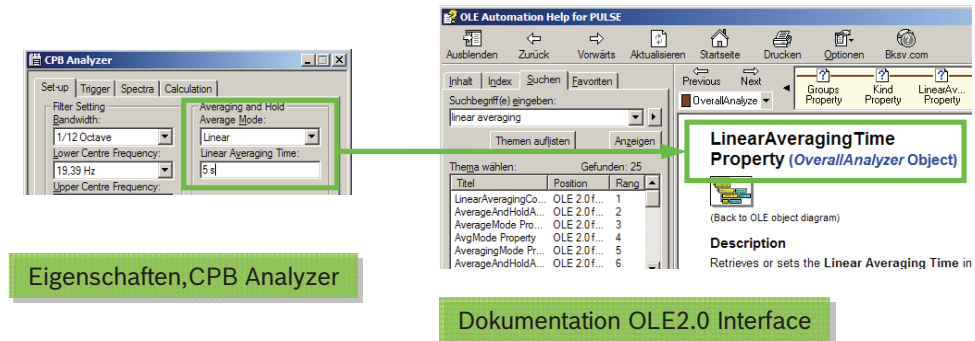 CPB Analyzer
Set-up Trigger Spectra Calculation
Filter Setting
Bandwidth:
1/12 Octave
Lower Centre Frequency:
19,39 Hz
Upper Centre Frequency:
Averaging and Hold
Average Mode:
Linear
Linear Averaging Time:
5 s
Eigenschaften,CPB Analyzer
OLE Automation Help for PULSE
Ausblenden Zurück Vorwärts Aktualisieren Startseite Drucken Optionen Bksv.com
Inhalt Index Suchen Favoriten
Suchbegriff(e) eingeben:
linear averaging
Themen auflisten Anzeigen
Thema wählen: Gefunden: 25
Titel Position Rang
LinearAveragingCo... OLE 2.0 f... 1
AverageAndHoldA... OLE 2.0 f... 2
AverageMode Pro... OLE 2.0 f... 3
AvgMode Property OLE 2.0 f... 4
AveragingMode Pr... OLE 2.0 f... 5
AverageAndHoldA... OLE 2.0 f... 6
Previous Next
OverallAnalyze
Groups Property
Kind Property
LinearAv... Property
LinearAveragingTime
Property (OverallAnalyzer Object)
(Back to OLE object diagram)
Description
Retrieves or sets the Linear Averaging Time in
Dokumentation OLE2.0 Interface